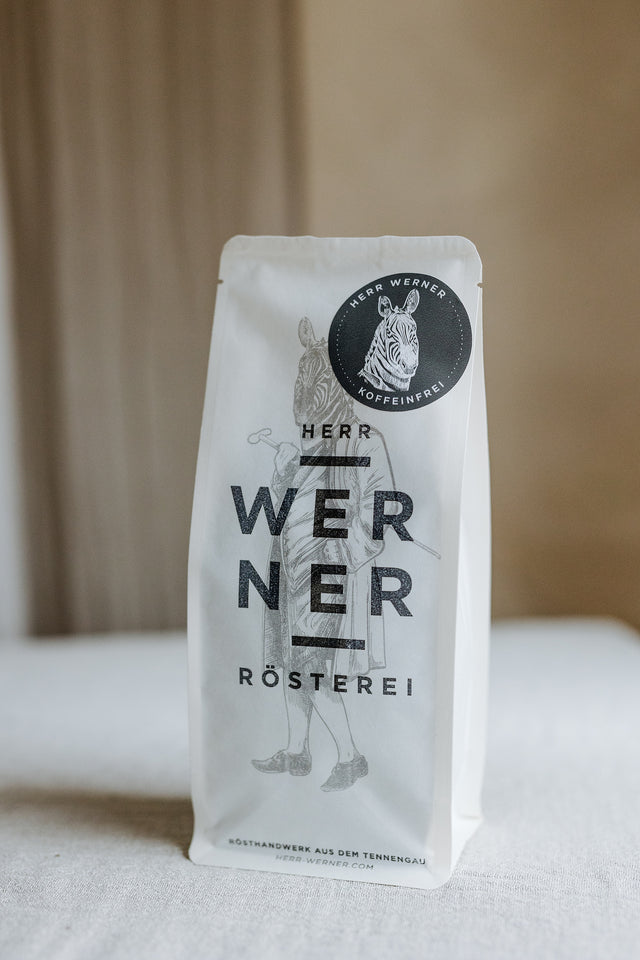 HERR WERNER
KOFFEINFREI
HERR
WER
NER
RÖSTEREI
RÖSTHANDWERK AUS DEM TENNENGAU
HERR-WERNER.COM